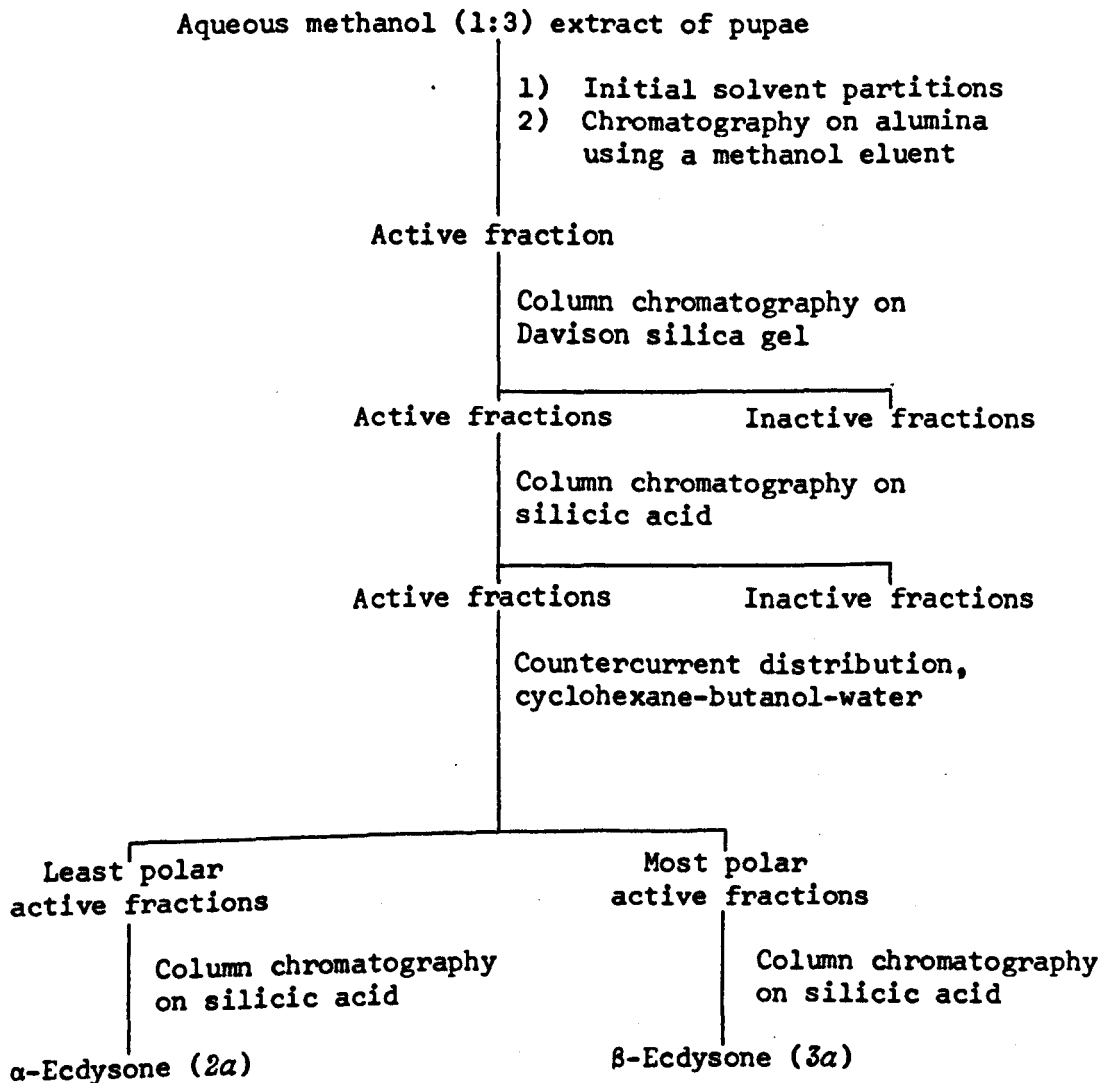 Aqueous methanol (1:3) extract of pupae
1) Initial solvent partitions
2) Chromatography on alumina
using a methanol eluent
Active fraction
Column chromatography on
Davison silica gel
Active fractions
Inactive fractions
Column chromatography on
silicic acid
Active fractions
Inactive fractions
Countercurrent distribution,
cyclohexane-butanol-water
Least polar
active fractions
Most polar
active fractions
Column chromatography
on silicic acid
Column chromatography
on silicic acid
α-Ecdysone (2a)
β-Ecdysone (3a)